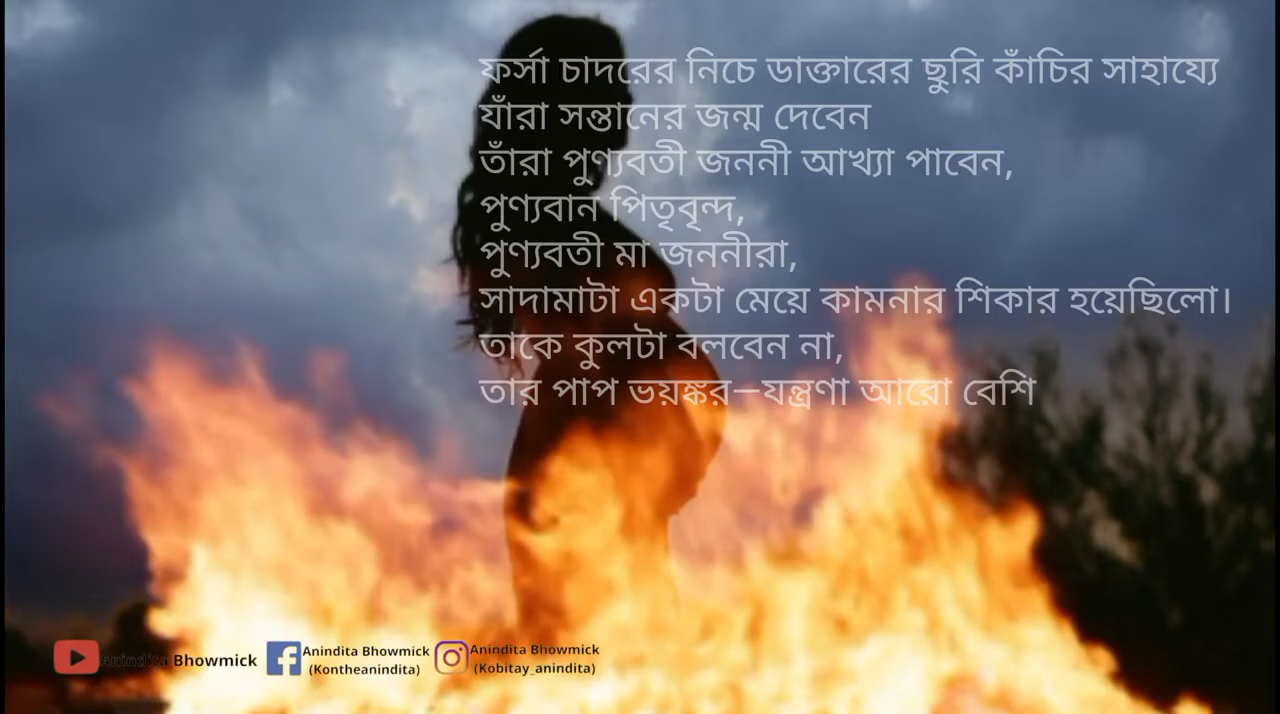 ফর্সা চাদরের নিচে ডাক্তারের ছুরি কাঁচির সাহায্যে
যাঁরা সন্তানের জন্ম দেবেন
তাঁরা পুণ্যবতী জননী আখ্যা পাবেন,
পুণ্যবান পিতৃবৃন্দ,
পুণ্যবতী মা জননীরা,
সাদামাটা একটা মেয়ে কামনার শিকার হয়েছিলো।
তাকে কুলটা বলবেন না,
তার পাপ ভয়ঙ্কর—যন্ত্রণা আরো বেশি
Anindita Bhowmick
Anindita Bhowmick
(Kontheanindita)
Anindita Bhowmick
(Kobitay_anindita)